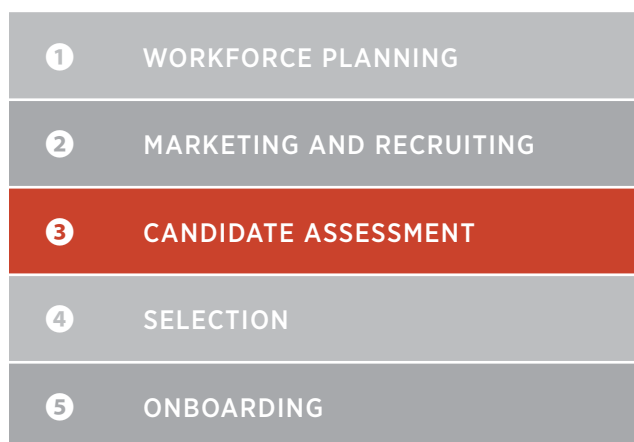 1 WORKFORCE PLANNING
2 MARKETING AND RECRUITING
3 CANDIDATE ASSESSMENT
4 SELECTION
5 ONBOARDING